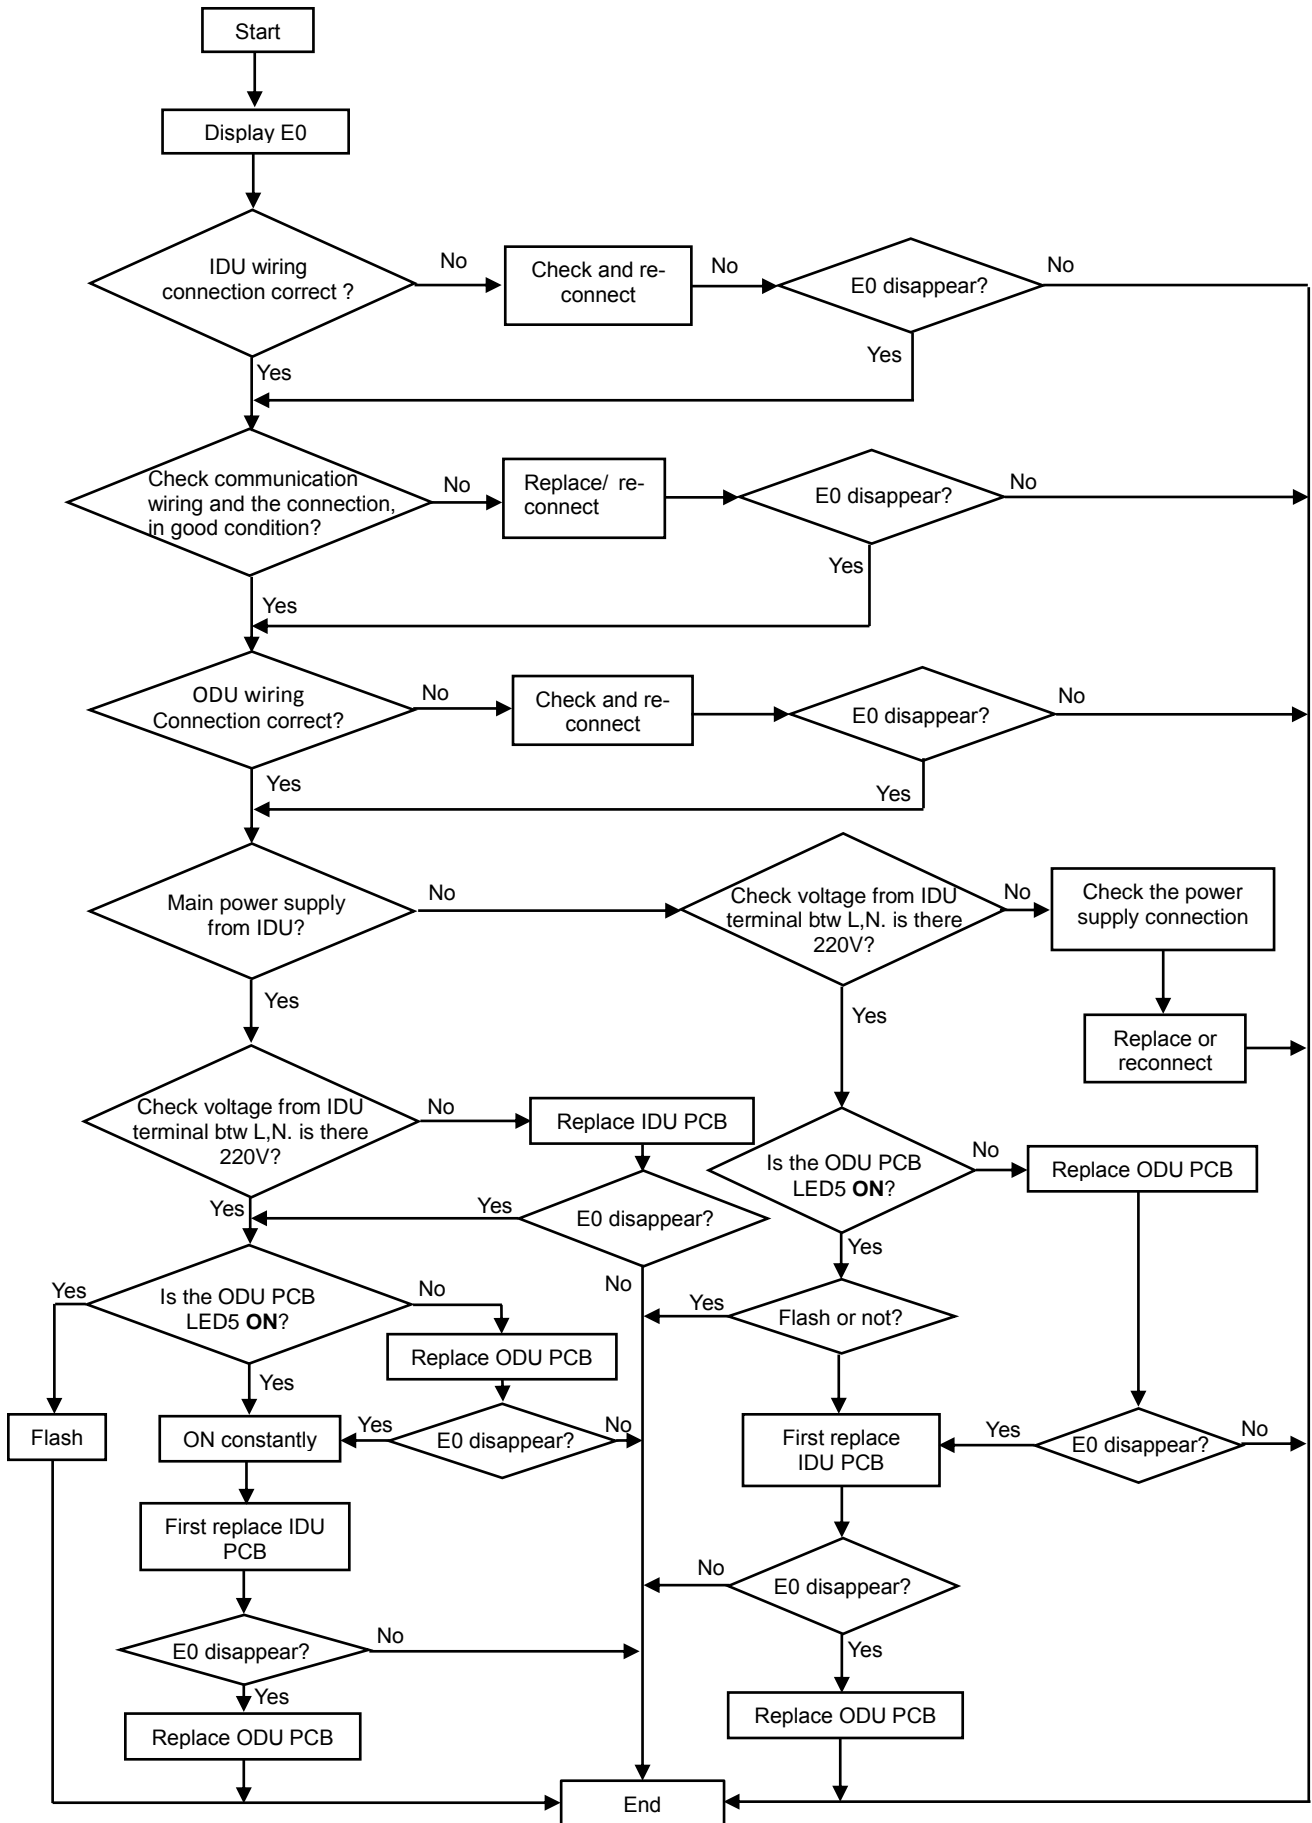 Start
Display E0
IDU wiring
connection correct ?
No
Check and re-
connect
No
E0 disappear?
No
Yes
Yes
Check communication
wiring and the connection,
in good condition?
No
Replace/ re-
connect
E0 disappear?
No
Yes
Yes
ODU wiring
Connection correct?
No
Check and re-
connect
E0 disappear?
No
Yes
Yes
Main power supply
from IDU?
No
Check voltage from IDU
terminal btw L,N. is there
220V?
No
Check the power
supply connection
Yes
Yes
Replace or
reconnect
Check voltage from IDU
terminal btw L,N. is there
220V?
No
Replace IDU PCB
Is the ODU PCB
LED5 ON?
No
Replace ODU PCB
Yes
Yes
E0 disappear?
No
Yes
Yes
Is the ODU PCB
LED5 ON?
No
Yes
Flash or not?
Replace ODU PCB
Yes
Flash
ON constantly
Yes
E0 disappear?
No
First replace
IDU PCB
Yes
E0 disappear?
No
First replace IDU
PCB
No
E0 disappear?
E0 disappear?
No
Yes
Yes
Replace ODU PCB
Replace ODU PCB
End